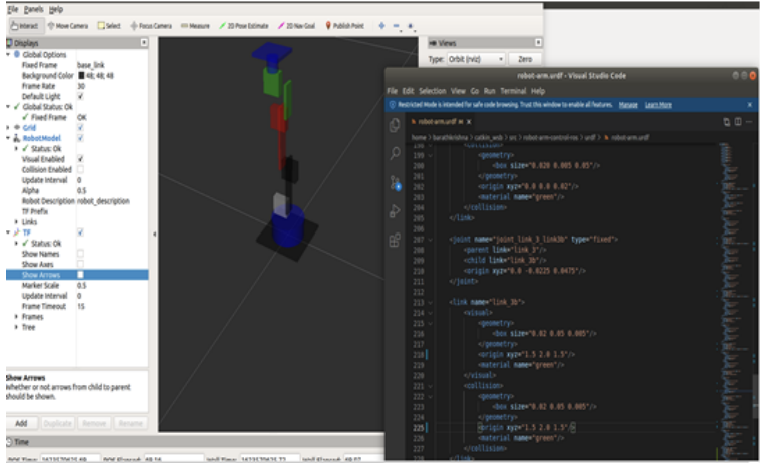 File Panels Help
Interact Move Camera Select Focus Camera Measure 2D Pose Estimate 2D Nav Goal Publish Point
Displays
Global Options
Fixed Frame base_link
Background Color 48; 48; 48
Frame Rate 30
Default Light
Global Status: Ok
Fixed Frame OK
Grid
RobotModel
Status: Ok
Visual Enabled
Collision Enabled
Update Interval 0
Alpha 0.5
Robot Description robot_description
TF Prefix
Links
TF
Status: Ok
Show Names
Show Axes
Show Arrows
Marker Scale 0.5
Update Interval 0
Frame Timeout 15
Frames
Tree
Show Arrows
Whether or not arrows from child to parent
should be shown.
Add Duplicate Remove Rename
Time
Views
Type: Orbit (rviz) Zero
robot-arm.urdf - Visual Studio Code
File Edit Selection View Go Run Terminal Help
Restricted Mode is intended for safe code browsing. Trust this window to enable all features. Manage Learn More
robot-arm.urdf
home > barathkrishna > catkin_wsb > src > robot-arm-control-ros > urdf > robot-arm.urdf
198 <collision>
199 <geometry>
200 <box size="0.020 0.005 0.05"/>
201 </geometry>
202 <origin xyz="0.0 0.0 0.02"/>
203 <material name="green"/>
204 </collision>
205 </link>
206
207 <joint name="joint_link_3_link3b" type="fixed">
208 <parent link="link_3"/>
209 <child link="link_3b"/>
210 <origin xyz="0.0 -0.0225 0.0475"/>
211 </joint>
212
213 <link name="link_3b">
214 <visual>
215 <geometry>
216 <box size="0.02 0.05 0.005"/>
217 </geometry>
218 <origin xyz="1.5 2.0 1.5"/>
219 <material name="green"/>
220 </visual>
221 <collision>
222 <geometry>
223 <box size="0.02 0.05 0.005"/>
224 </geometry>
225 <origin xyz="1.5 2.0 1.5"/>
226 <material name="green"/>
227 </collision>
228 </link>